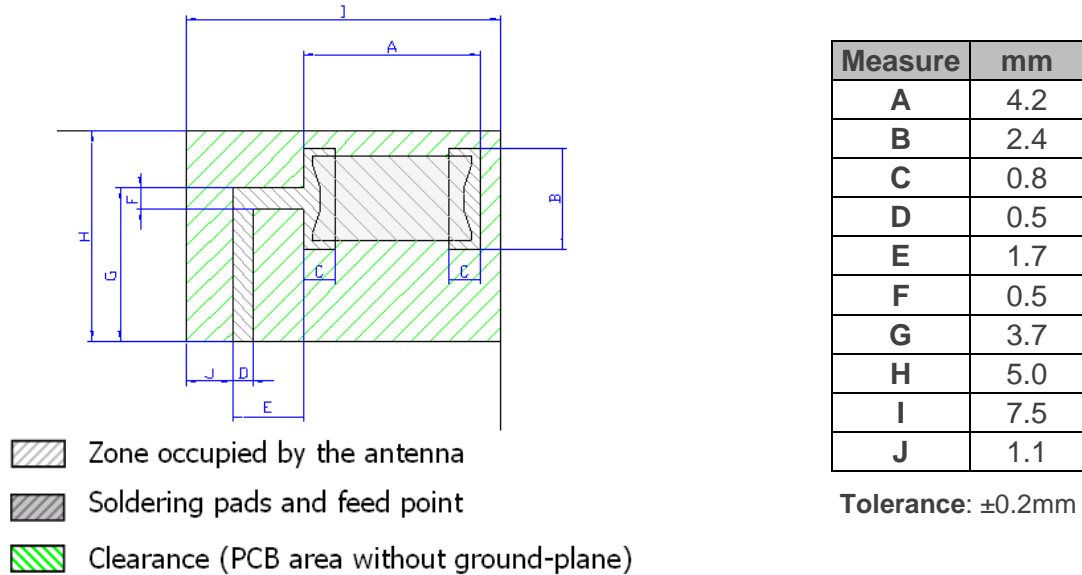 I
A
F
H
G
B
C
C
J
D
E
Zone occupied by the antenna
Soldering pads and feed point
Clearance (PCB area without ground-plane)
Measure mm
A 4.2
B 2.4
C 0.8
D 0.5
E 1.7
F 0.5
G 3.7
H 5.0
I 7.5
J 1.1
Tolerance: ±0.2mm